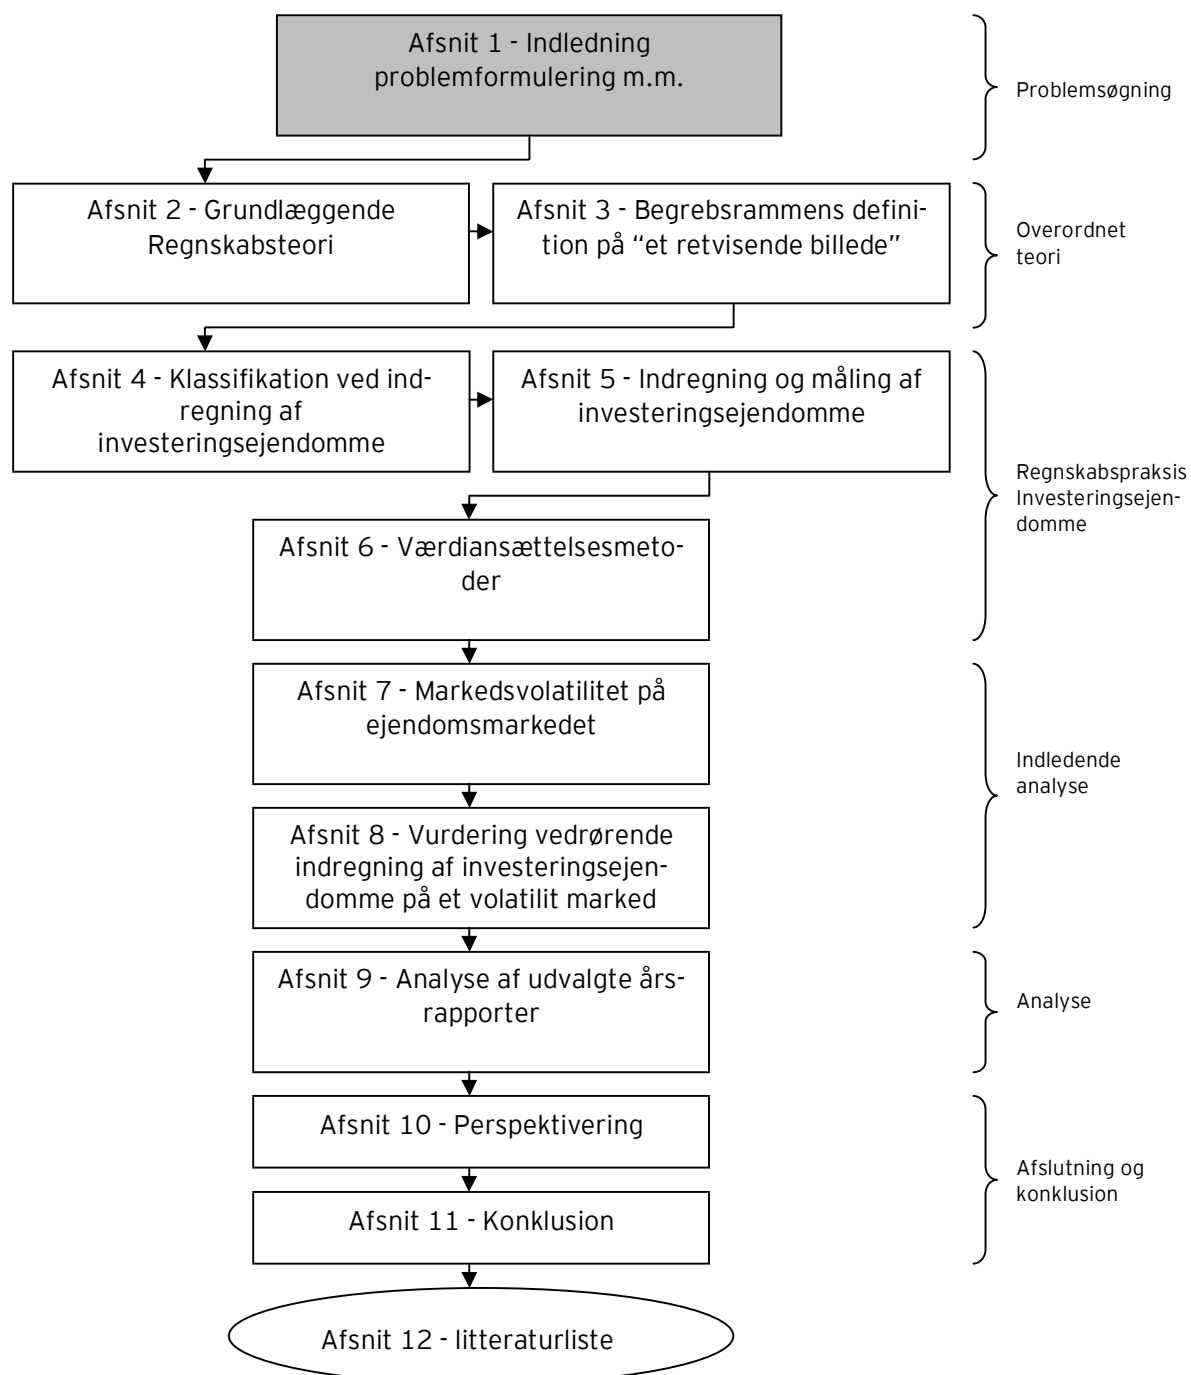 Afsnit 1 - Indledning
problemformulering m.m.
Problemsøgning
Afsnit 2 - Grundlæggende
Regnskabsteori
Afsnit 3 - Begrebsrammens defini-
tion på “et retvisende billede”
Overordnet
teori
Afsnit 4 - Klassifikation ved ind-
regning af
investeringsejendomme
Afsnit 5 - Indregning og måling af
investeringsejendomme
Afsnit 6 - Værdiansættelsesmeto-
der
Regnskabspraksis
Investeringsejen-
domme
Afsnit 7 - Markedsvolatilitet på
ejendomsmarkedet
Afsnit 8 - Vurdering vedrørende
indregning af investeringsejen-
domme på et volatilit marked
Indledende
analyse
Afsnit 9 - Analyse af udvalgte års-
rapporter
Analyse
Afsnit 10 - Perspektivering
Afsnit 11 - Konklusion
Afslutning og
konklusion
Afsnit 12 - litteraturliste